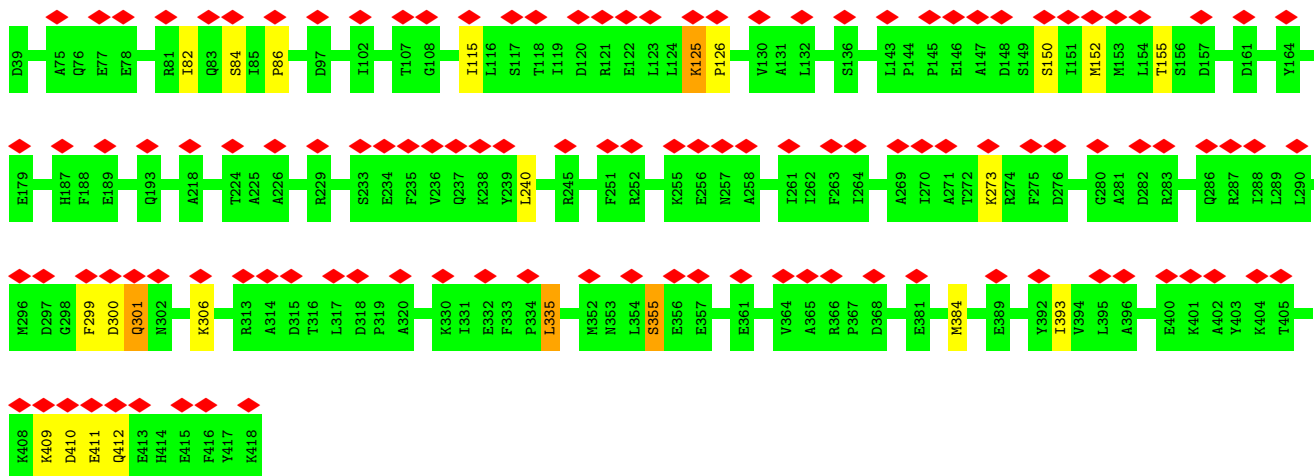 D39 A75 Q76 E77 E78 R81 I82 Q83 S84 I85 P86 D97 I102 T107 G108 I115 L116 S117 T118 I119 D120 R121 E122 L123 L124 K125 P126 V130 A131 L132 S136 L143 P144 P145 E146 A147 D148 S149 S150 I151 M152 M153 L154 T155 S156 D157 D161 Y164
E179 H187 F188 E189 Q193 A218 T224 A225 A226 R229 S233 E234 F235 V236 Q237 K238 Y239 L240 R245 F251 R252 K255 E256 N257 A258 I261 I262 F263 I264 A269 I270 A271 T272 K273 R274 F275 D276 G280 A281 D282 R283 Q286 R287 I288 L289 L290
M296 D297 G298 F299 D300 Q301 N302 K306 R313 A314 D315 T316 L317 D318 P319 A320 K330 I331 E332 F333 P334 L335 M352 N353 L354 S355 E356 E357 E361 V364 A365 R366 P367 D368 E381 M384 E389 Y392 I393 V394 L395 A396 E400 K401 A402 Y403 K404 T405
K408 K409 D410 E411 Q412 E413 H414 E415 F416 Y417 K418